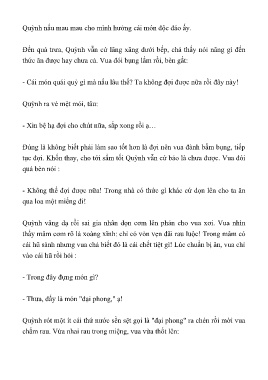 Quỳnh nấu mau mau cho mình hưởng cái món độc đáo ấy.
Đến quá trưa, Quỳnh vẫn cứ lăng xăng dưới bếp, chả thấy nói năng gì đến
thức ăn được hay chưa cả. Vua đói bụng lắm rồi, bèn gắt:
- Cái món quái quỷ gì mà nấu lâu thế? Ta không đợi được nữa rồi đây này!
Quỳnh ra vẻ mệt mỏi, tâu:
- Xin bệ hạ đợi cho chút nữa, sắp xong rồi ạ…
Đúng là không biết phải làm sao tốt hơn là đợi nên vua đành bấm bụng, tiếp
tục đợi. Khốn thay, cho tới sẩm tối Quỳnh vẫn cứ bảo là chưa được. Vua đói
quá bèn nói :
- Không thể đợi được nữa! Trong nhà có thức gì khác cứ dọn lên cho ta ăn
qua loa một miếng đi!
Quỳnh vâng dạ rồi sai gia nhân dọn cơm lên phản cho vua xơi. Vua nhìn
thấy mâm cơm rõ là xoàng xĩnh: chỉ có vỏn vẹn đãi rau luộc! Trong mâm có
cái hũ sành nhưng vua chả biết đó là cái chết tiệt gì! Lúc chuẩn bị ăn, vua chỉ
vào cái hũ rồi hỏi :
- Trong đây đựng món gì?
- Thưa, đấy là món "đại phong," ạ!
Quỳnh rót một ít cái thứ nước sền sệt gọi là "đại phong" ra chén rồi mời vua
chấm rau. Vừa nhai rau trong miệng, vua vừa thốt lên: